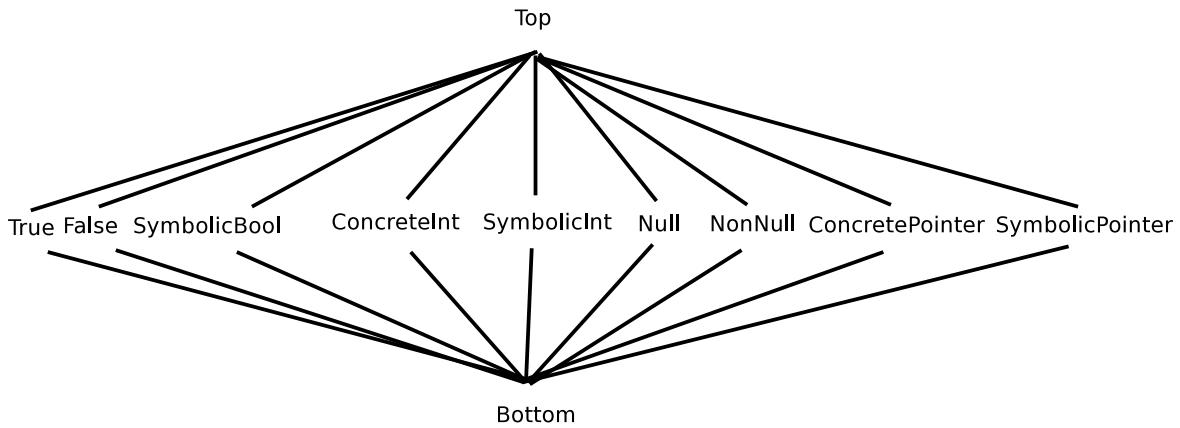 Top
True False SymbolicBool ConcreteInt SymbolicInt Null NonNull ConcretePointer SymbolicPointer
Bottom